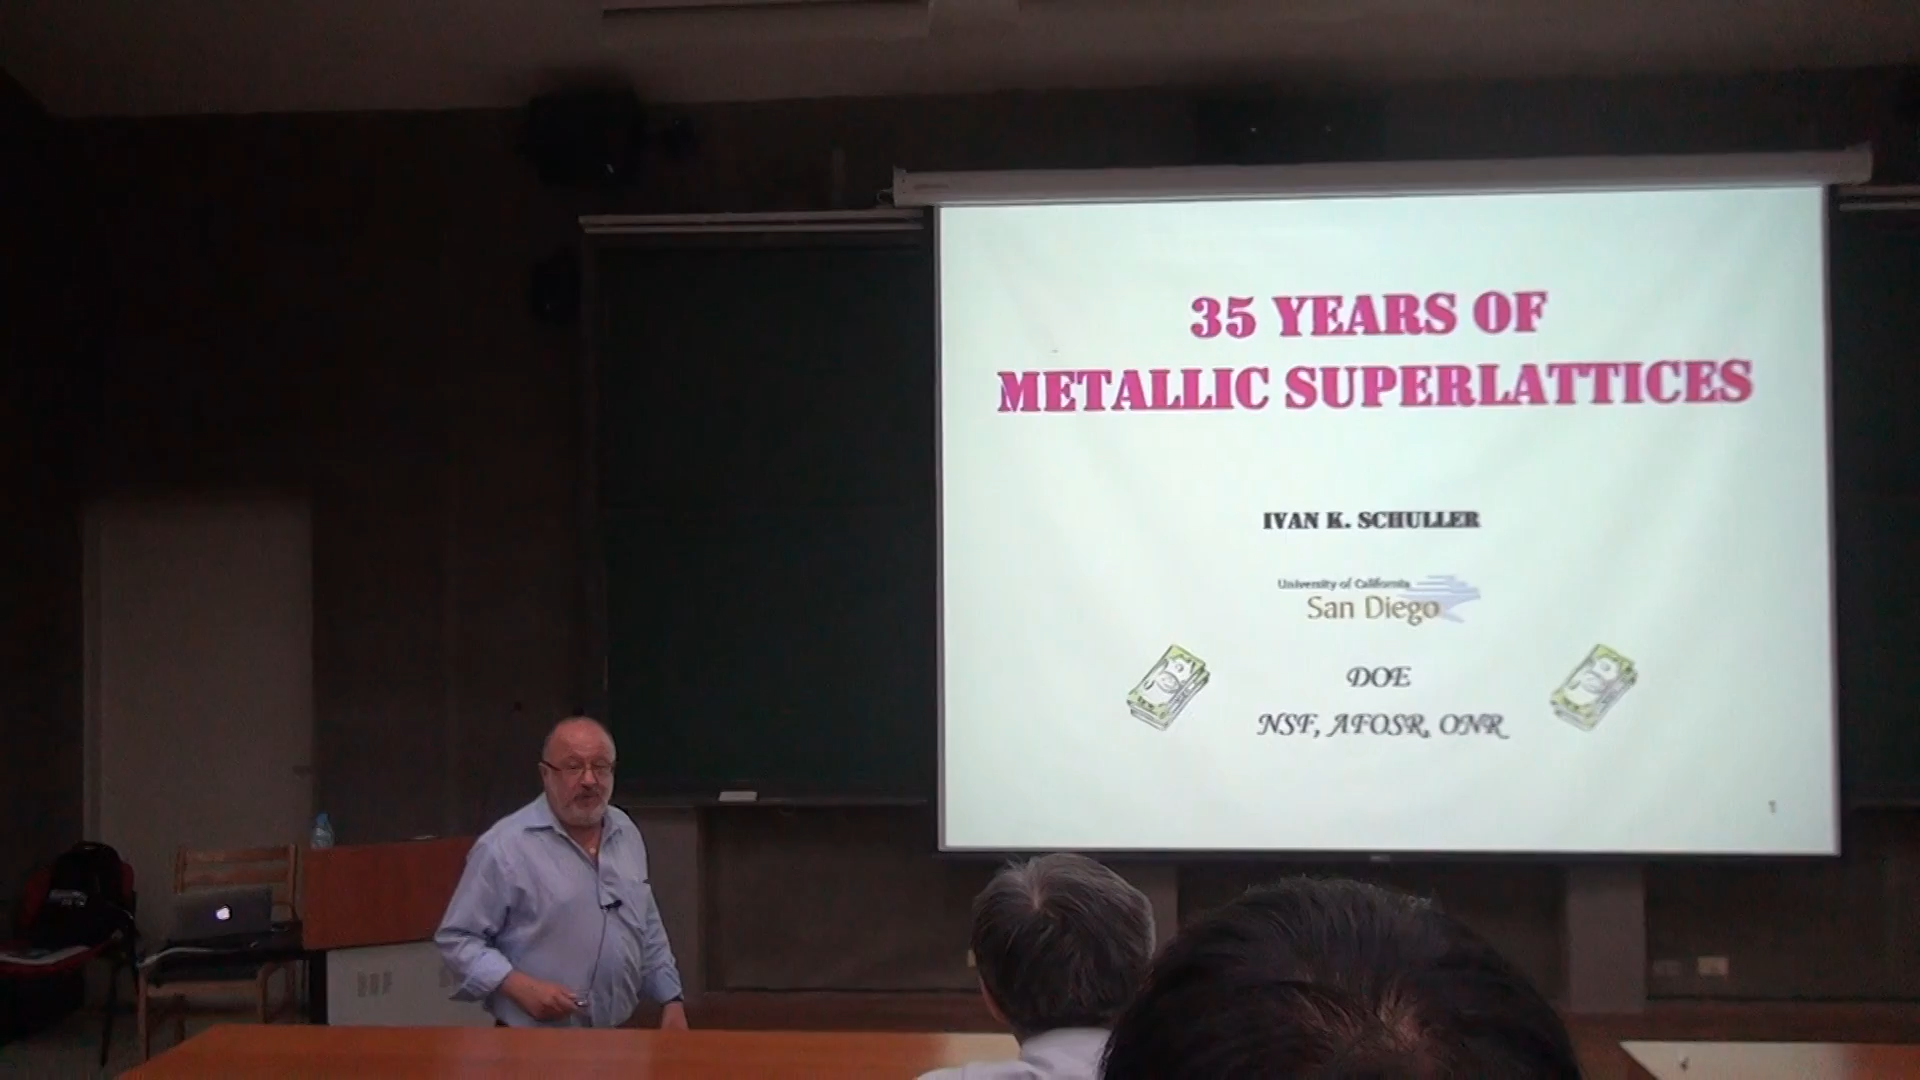 35 YEARS OF
METALLIC SUPERLATTICES
IVAN K. SCHULLER
University of California
San Diego
DOE
NSF, AFOSR, ONR
1